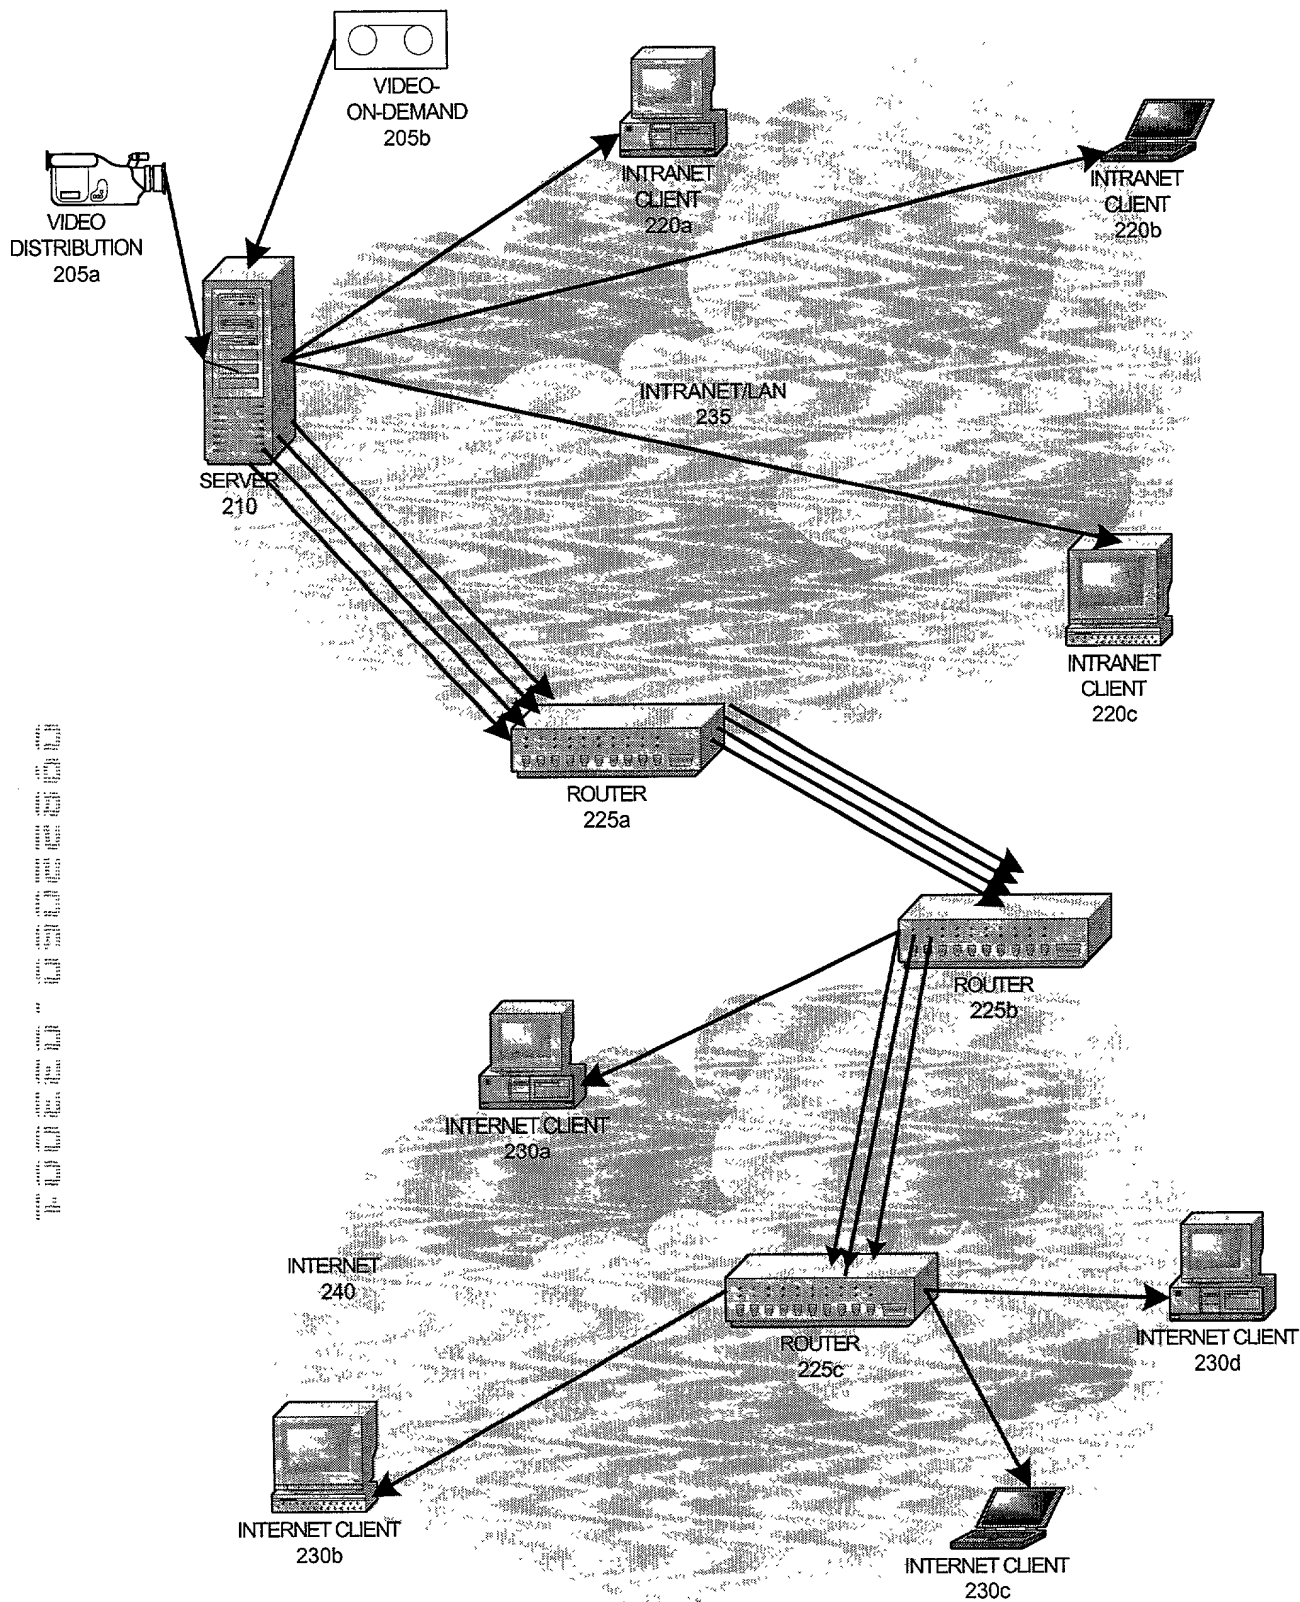 VIDEO-
ON-DEMAND
205b
VIDEO
DISTRIBUTION
205a
INTRANET
CLIENT
220a
INTRANET
CLIENT
220b
INTRANET/LAN
235
SERVER
210
INTRANET
CLIENT
220c
ROUTER
225a
ROUTER
225b
INTERNET CLIENT
230a
INTERNET
240
ROUTER
225c
INTERNET CLIENT
230d
INTERNET CLIENT
230b
INTERNET CLIENT
230c